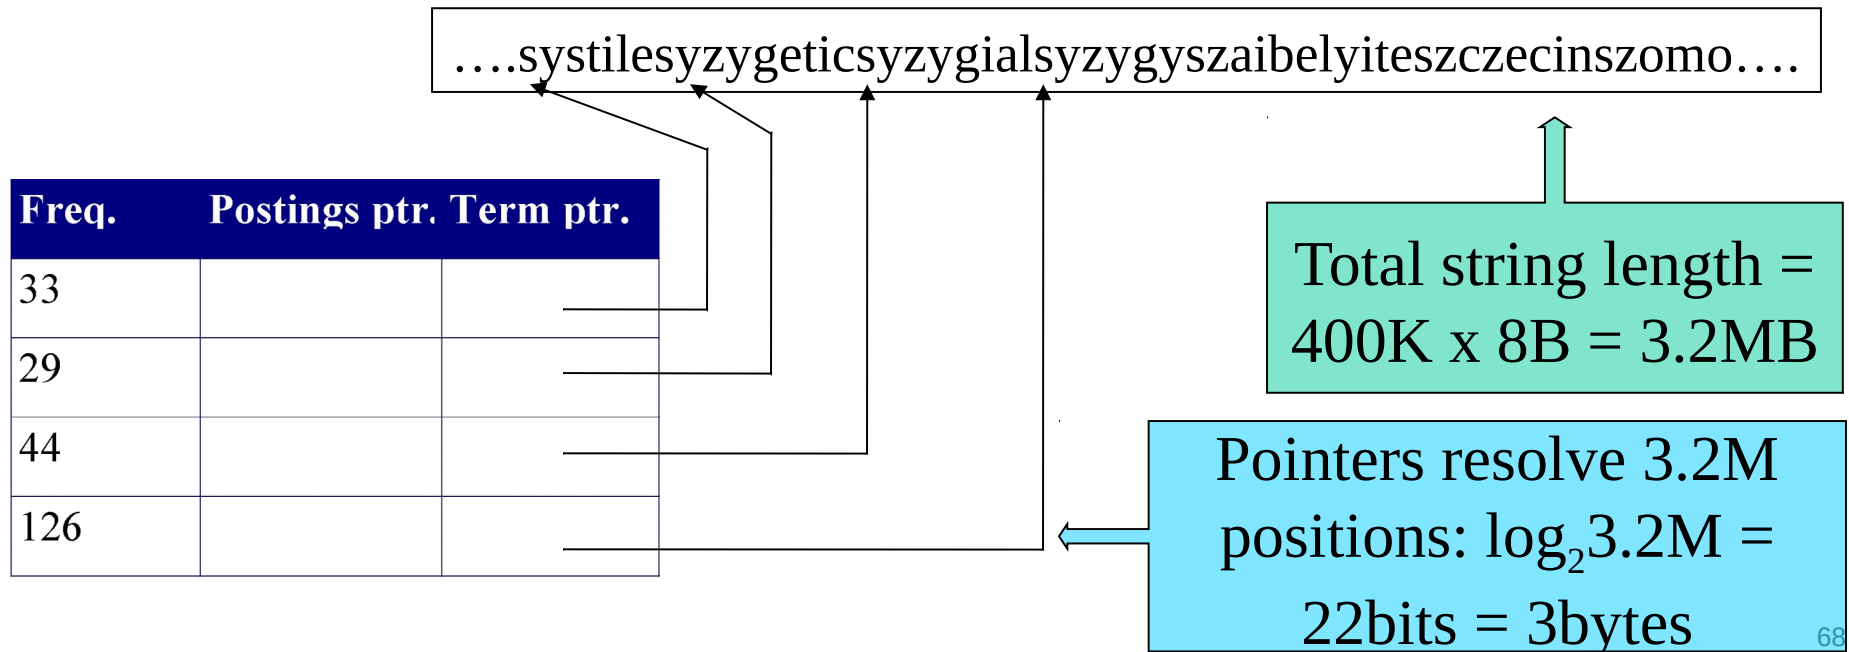 ….systilesyzygeticsyzygialsyzygyszaibelyiteszczecinszomo….
Freq. Postings ptr. Term ptr.
33
29
44
126
Total string length =
400K x 8B = 3.2MB
Pointers resolve 3.2M
positions: log₂3.2M =
22bits = 3bytes
68